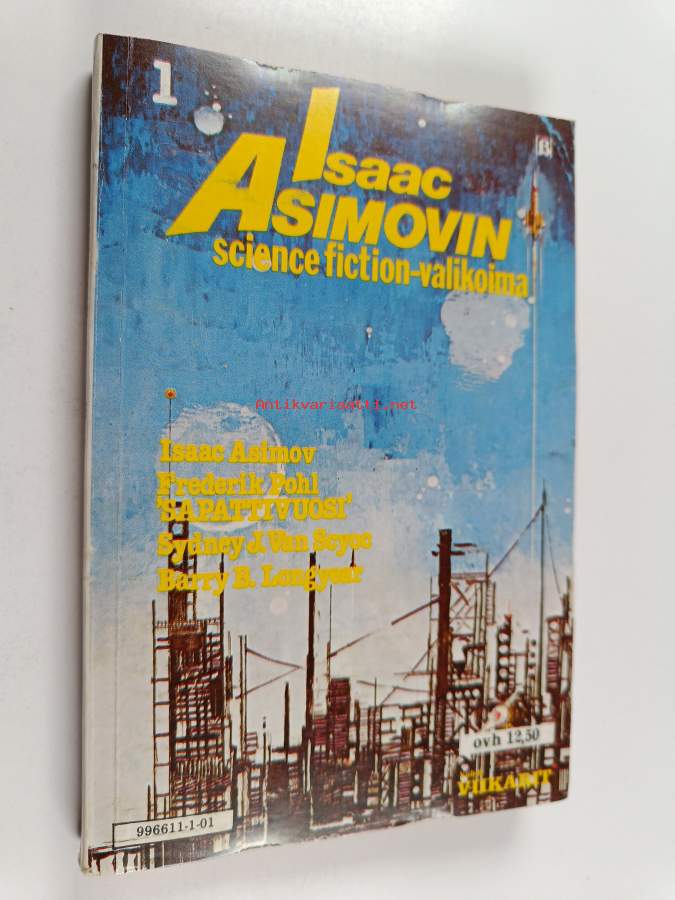 1
Isaac
ASIMOVIN
science fiction-valikoima
Antikvariaatti.net
Isaac Asimov
Frederik Pohl
'SAPATTIVUOSI'
Sydney J. Van Scyoc
Barry B. Longyear
ovh 12,50
VIIKARIT
996611-1-01